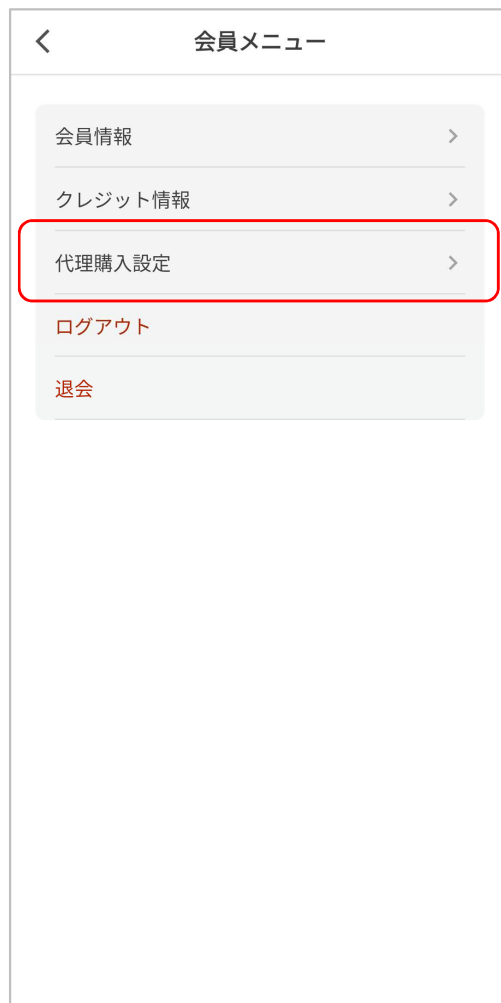 会員メニュー
会員情報
クレジット情報
代理購入設定
ログアウト
退会